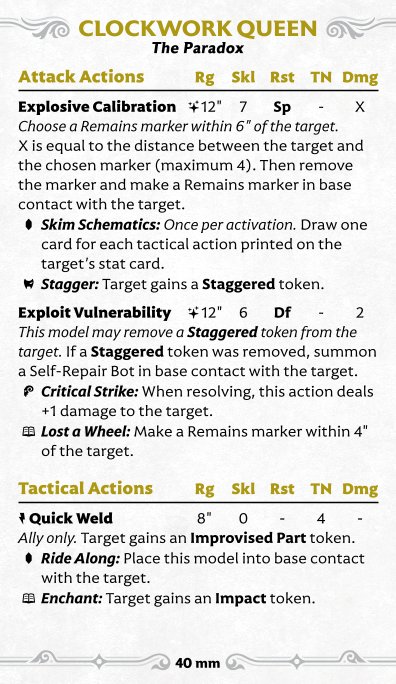 CLOCKWORK QUEEN
The Paradox
Attack Actions Rg Skl Rst TN Dmg
Explosive Calibration 12" 7 Sp - X
Choose a Remains marker within 6" of the target.
X is equal to the distance between the target and
the chosen marker (maximum 4). Then remove
the marker and make a Remains marker in base
contact with the target.
Skim Schematics: Once per activation. Draw one
card for each tactical action printed on the
target's stat card.
Stagger: Target gains a Staggered token.
Exploit Vulnerability 12" 6 Df - 2
This model may remove a Staggered token from the
target. If a Staggered token was removed, summon
a Self-Repair Bot in base contact with the target.
Critical Strike: When resolving, this action deals
+1 damage to the target.
Lost a Wheel: Make a Remains marker within 4"
of the target.
Tactical Actions Rg Skl Rst TN Dmg
Quick Weld 8" 0 - 4 -
Ally only. Target gains an Improvised Part token.
Ride Along: Place this model into base contact
with the target.
Enchant: Target gains an Impact token.
40 mm